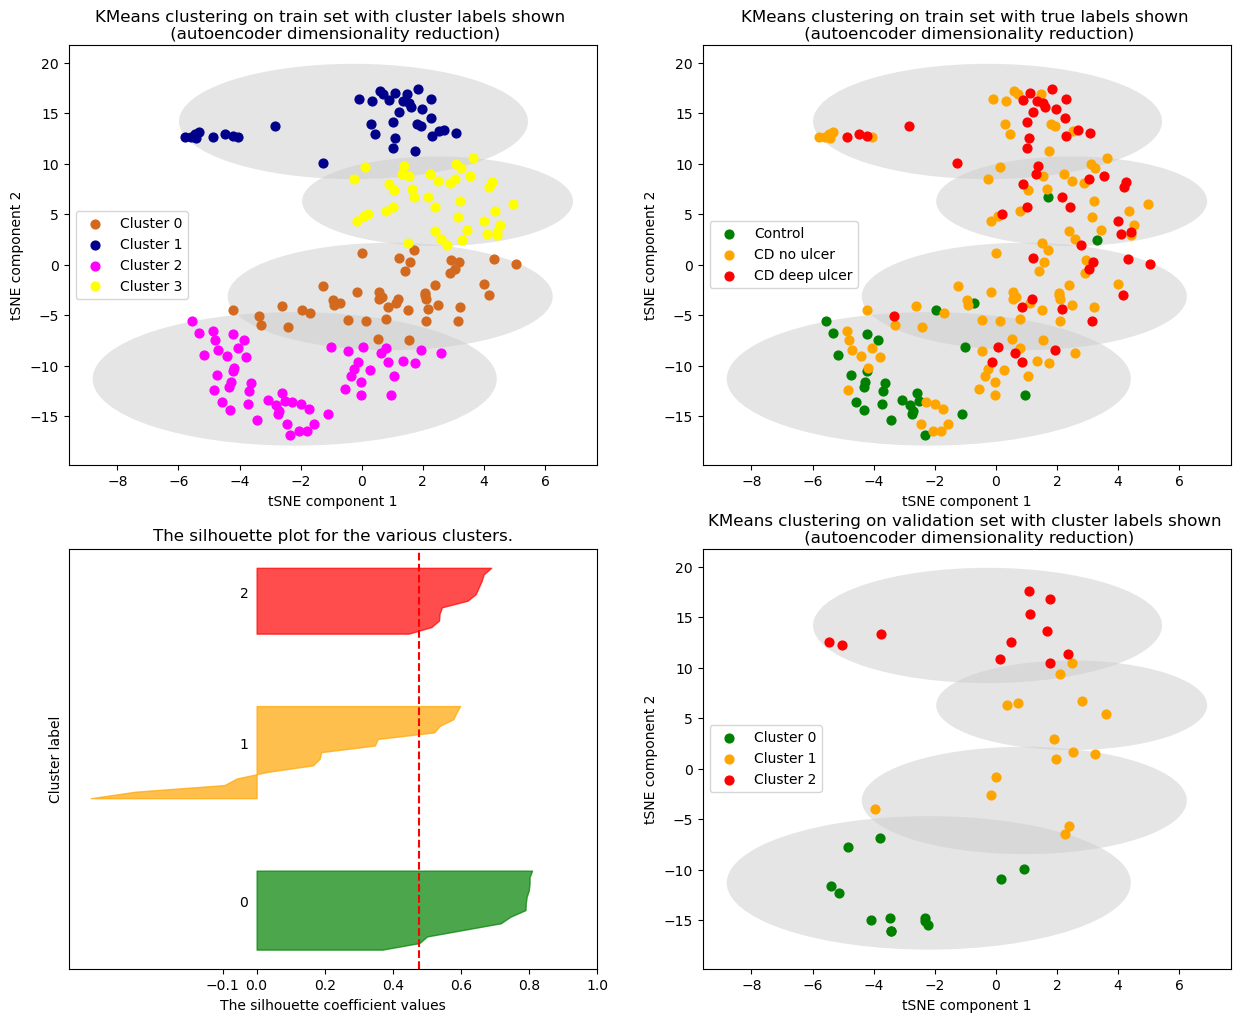 KMeans clustering on train set with cluster labels shown
(autoencoder dimensionality reduction)
20
15
10
5
0
−5
−10
−15
tSNE component 2
Cluster 0
Cluster 1
Cluster 2
Cluster 3
−8 −6 −4 −2 0 2 4 6
tSNE component 1
KMeans clustering on train set with true labels shown
(autoencoder dimensionality reduction)
20
15
10
5
0
−5
−10
−15
tSNE component 2
Control
CD no ulcer
CD deep ulcer
−8 −6 −4 −2 0 2 4 6
tSNE component 1
The silhouette plot for the various clusters.
Cluster label
2
1
0
−0.1 0.0 0.2 0.4 0.6 0.8 1.0
The silhouette coefficient values
KMeans clustering on validation set with cluster labels shown
(autoencoder dimensionality reduction)
20
15
10
5
0
−5
−10
−15
tSNE component 2
Cluster 0
Cluster 1
Cluster 2
−8 −6 −4 −2 0 2 4 6
tSNE component 1